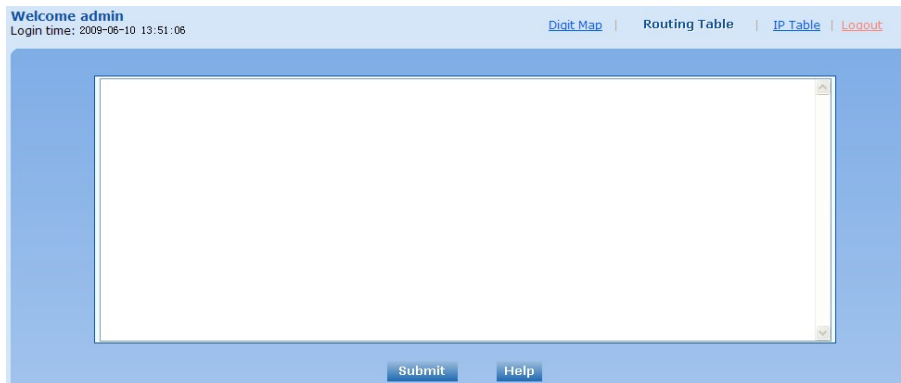 Welcome admin
Login time: 2009-06-10 13:51:06
Digit Map | Routing Table | IP Table | Logout
Submit Help